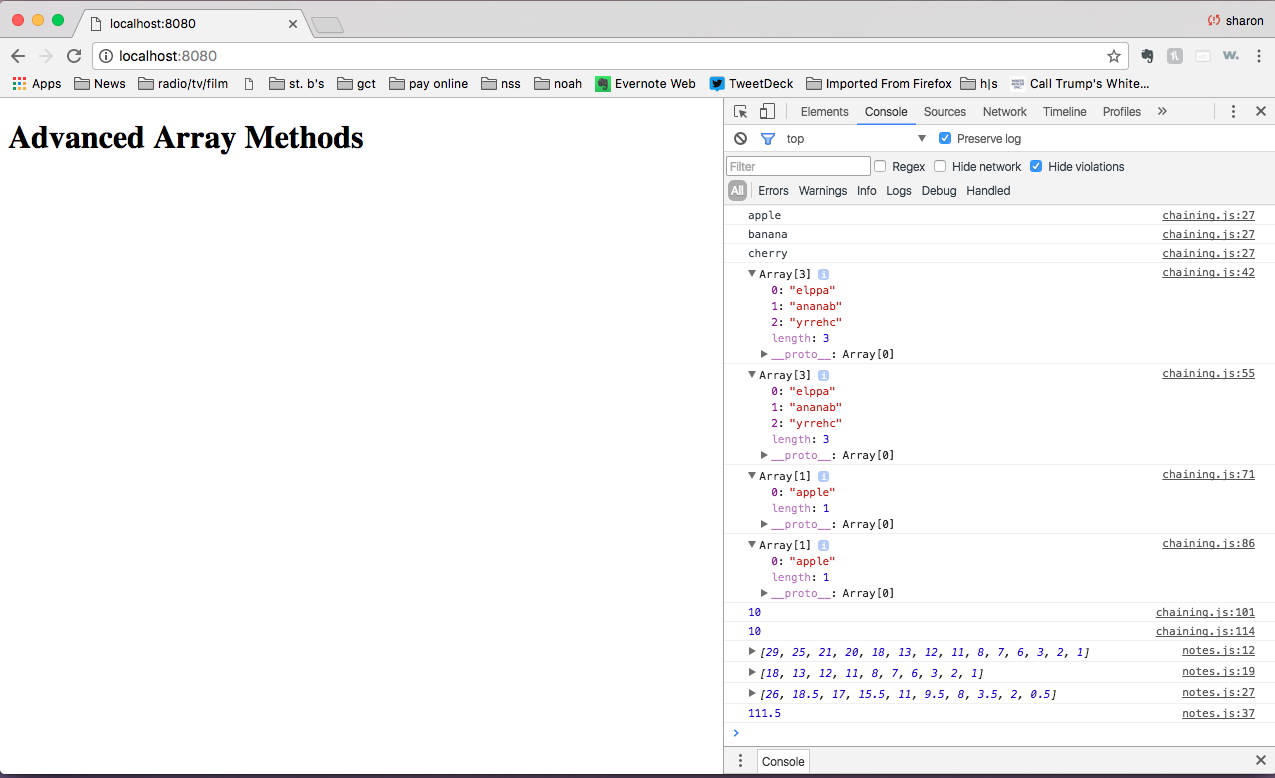 localhost:8080
sharon
localhost:8080
Apps News radio/tv/film st. b's gct pay online nss noah Evernote Web TweetDeck Imported From Firefox h|s Call Trump's White...
Advanced Array Methods
Elements Console Sources Network Timeline Profiles »
top Preserve log
Filter Regex Hide network Hide violations
All Errors Warnings Info Logs Debug Handled
apple chaining.js:27
banana chaining.js:27
cherry chaining.js:27
Array[3] chaining.js:42
0: "elppa"
1: "ananab"
2: "yrrehc"
length: 3
__proto__: Array[0]
Array[3] chaining.js:55
0: "elppa"
1: "ananab"
2: "yrrehc"
length: 3
__proto__: Array[0]
Array[1] chaining.js:71
0: "apple"
length: 1
__proto__: Array[0]
Array[1] chaining.js:86
0: "apple"
length: 1
__proto__: Array[0]
10 chaining.js:101
10 chaining.js:114
[29, 25, 21, 20, 18, 13, 12, 11, 8, 7, 6, 3, 2, 1] notes.js:12
[18, 13, 12, 11, 8, 7, 6, 3, 2, 1] notes.js:19
[26, 18.5, 17, 15.5, 11, 9.5, 8, 3.5, 2, 0.5] notes.js:27
111.5 notes.js:37
Console